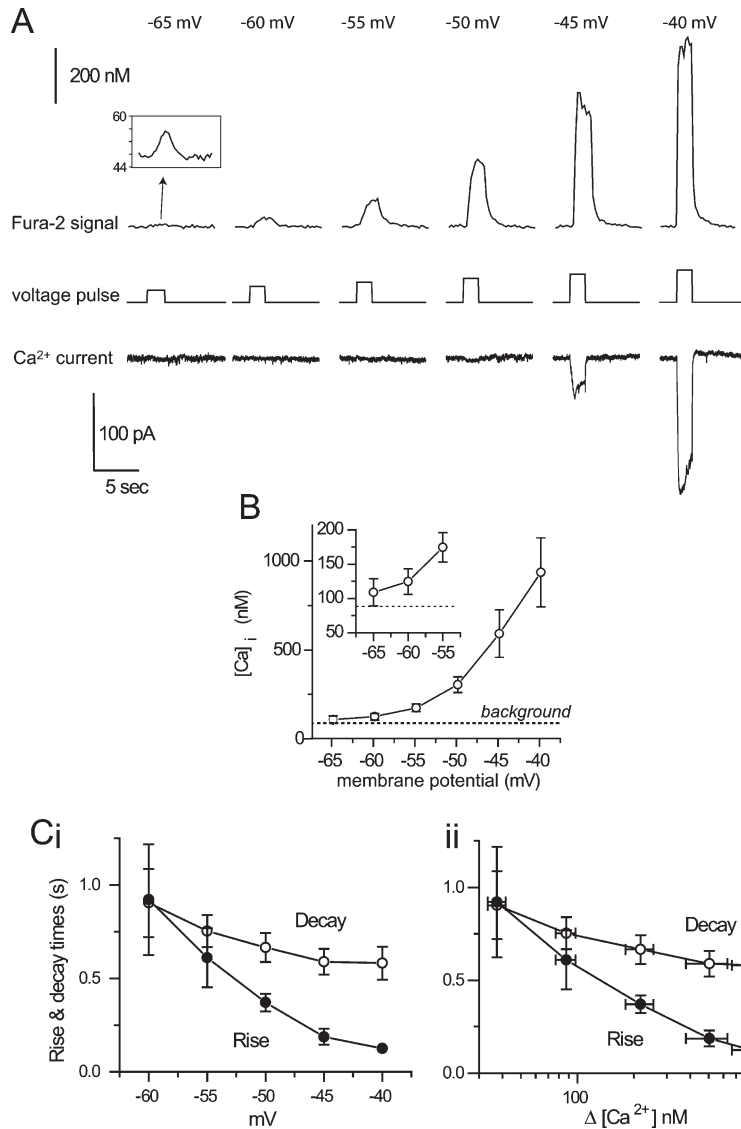 A
-65 mV -60 mV -55 mV -50 mV -45 mV -40 mV
200 nM
60
44
Fura-2 signal
voltage pulse
Ca²⁺ current
100 pA
5 sec
B
[Ca] i (nM)
1000
500
0
200
150
100
50
-65 -60 -55
background
-65 -60 -55 -50 -45 -40
membrane potential (mV)
Ci
Rise & decay times (s)
1.0
0.5
0.0
Decay
Rise
-60 -55 -50 -45 -40
mV
ii
1.0
0.5
0.0
Decay
Rise
100
Δ [Ca ²⁺] nM